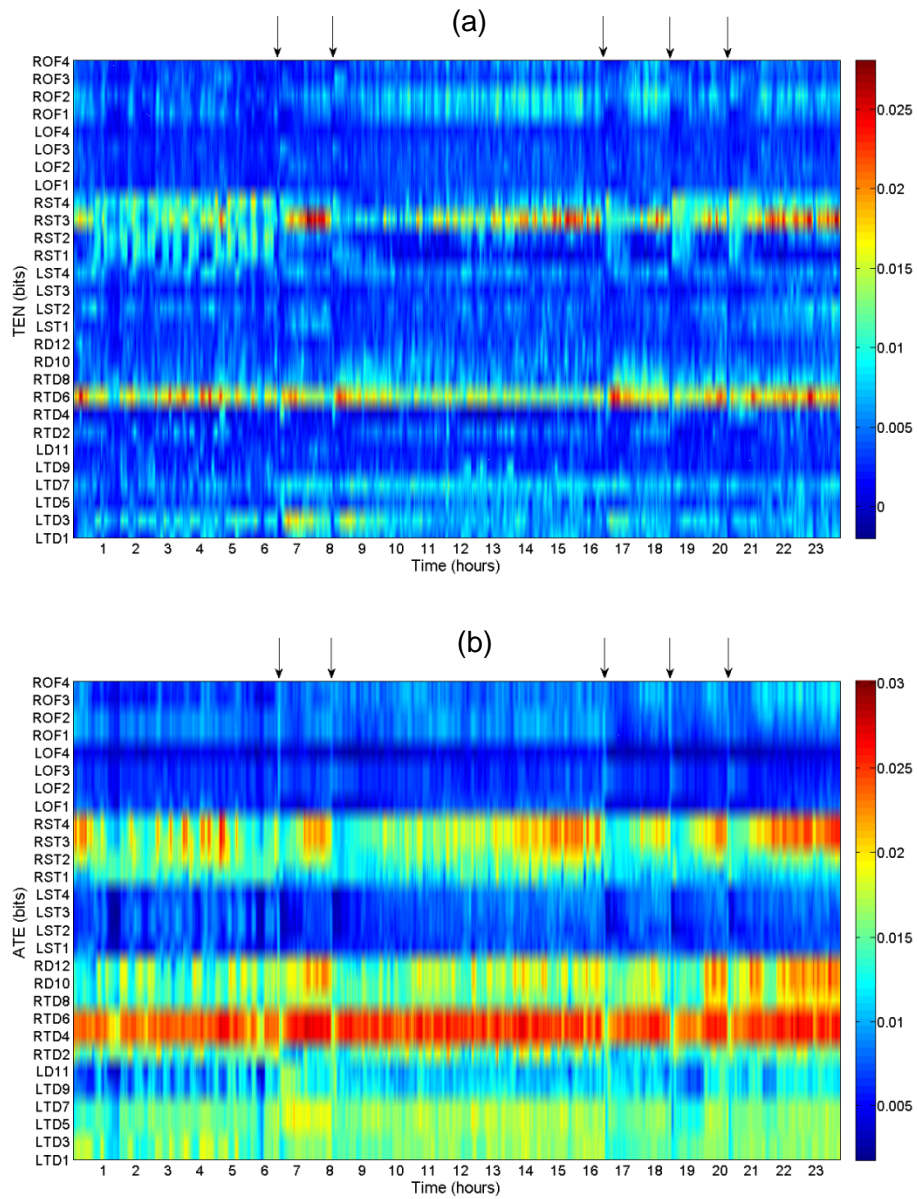 (a)
ROF4
ROF3
ROF2
ROF1
LOF4
LOF3
LOF2
LOF1
RST4
RST3
RST2
RST1
LST4
LST3
LST2
LST1
RD12
RD10
RTD8
RTD6
RTD4
RTD2
LD11
LTD9
LTD7
LTD5
LTD3
LTD1
TEN (bits)
1 2 3 4 5 6 7 8 9 10 11 12 13 14 15 16 17 18 19 20 21 22 23
Time (hours)
0.025
0.02
0.015
0.01
0.005
0
(b)
ROF4
ROF3
ROF2
ROF1
LOF4
LOF3
LOF2
LOF1
RST4
RST3
RST2
RST1
LST4
LST3
LST2
LST1
RD12
RD10
RTD8
RTD6
RTD4
RTD2
LD11
LTD9
LTD7
LTD5
LTD3
LTD1
ATE (bits)
1 2 3 4 5 6 7 8 9 10 11 12 13 14 15 16 17 18 19 20 21 22 23
Time (hours)
0.03
0.025
0.02
0.015
0.01
0.005